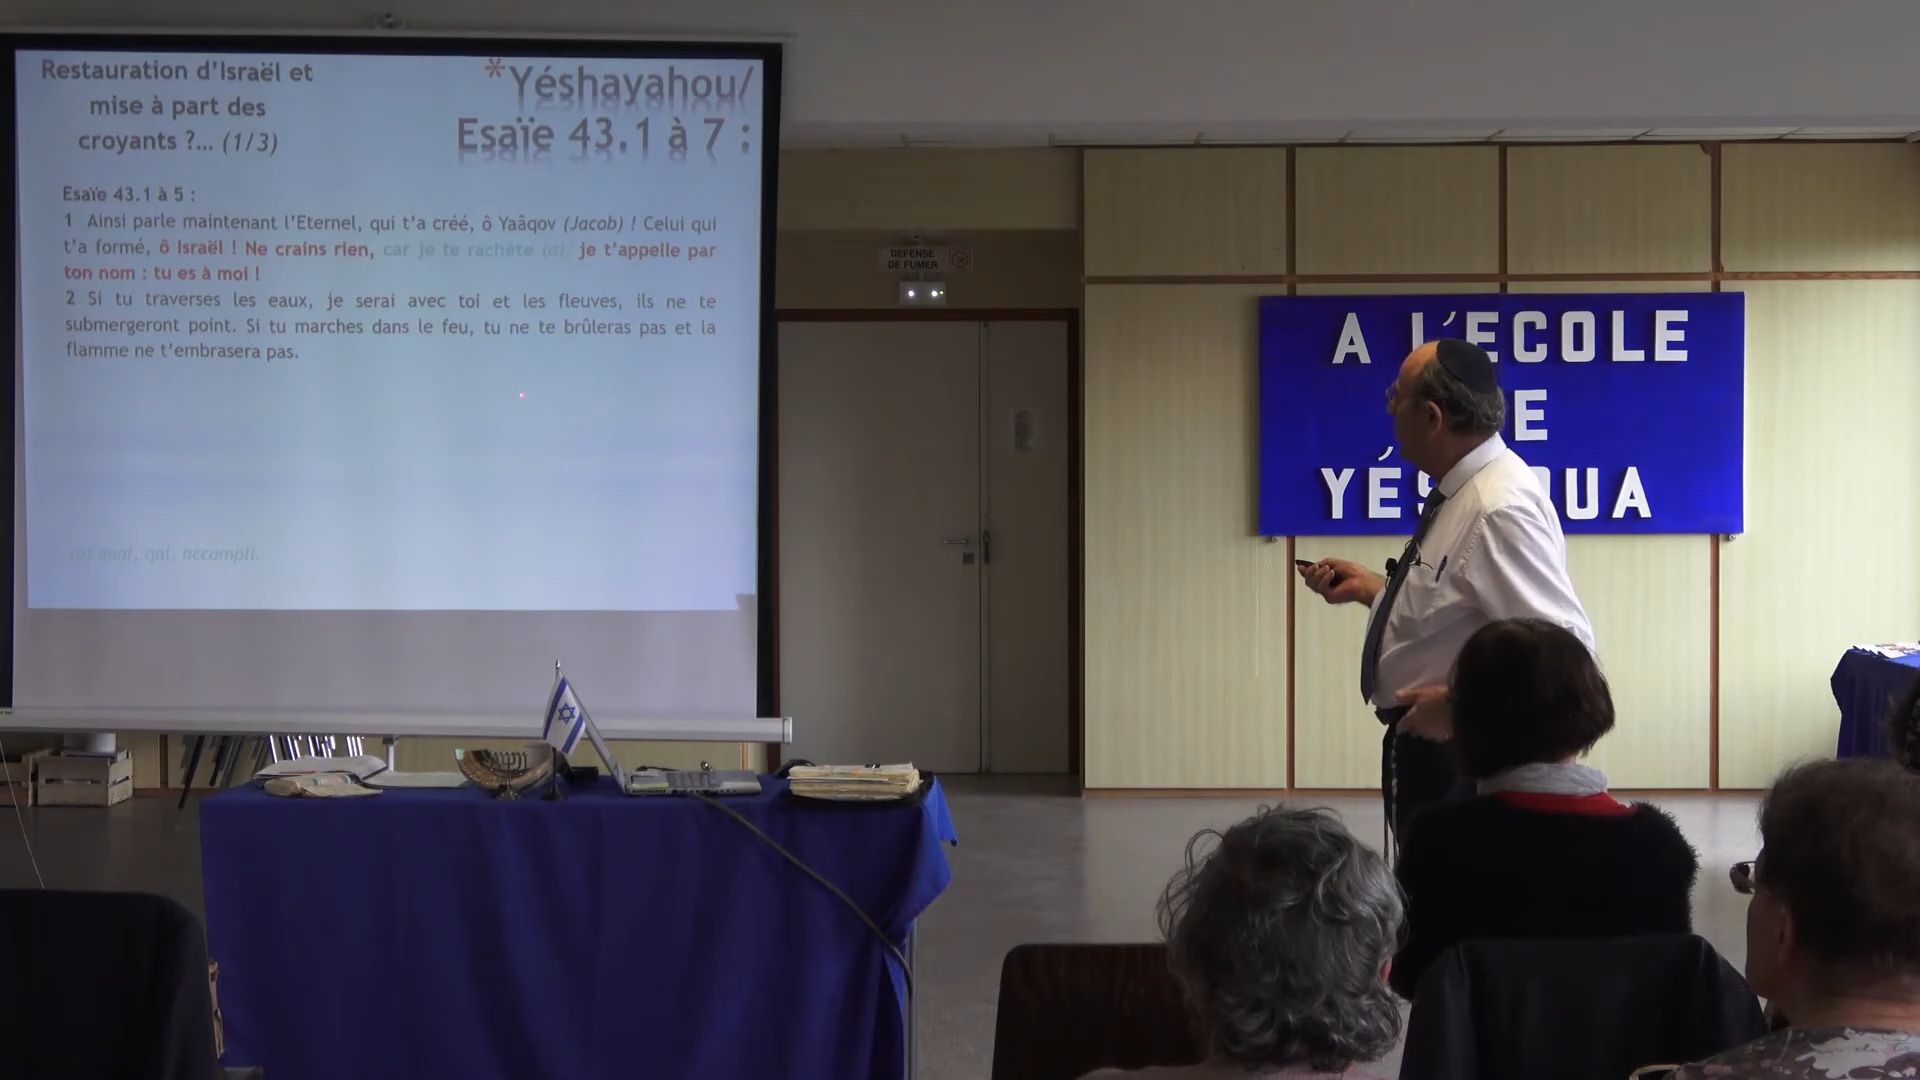 Restauration d’Israël et
mise à part des
croyants ?... (1/3)
*Yéshayahou/
Esaïe 43.1 à 7 :
Esaïe 43.1 à 5 :
1 Ainsi parle maintenant l’Eternel, qui t’a créé, ô Yaâqov (Jacob) ! Celui qui
t’a formé, ô Israël ! Ne crains rien, car je te rachète (a), je t’appelle par
ton nom : tu es à moi !
2 Si tu traverses les eaux, je serai avec toi et les fleuves, ils ne te
submergeront point. Si tu marches dans le feu, tu ne te brûleras pas et la
flamme ne t’embrasera pas.
(a) gaal, qal, accompli.
DEFENSE
DE FUMER
A L’ECOLE
E
YÉS UA